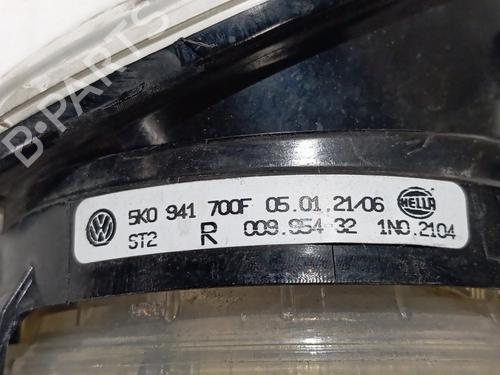 B-PARTS
5K0 941 700F 05.01.21/06 HELLA
ST2 R 009.954-32 1N0.2104